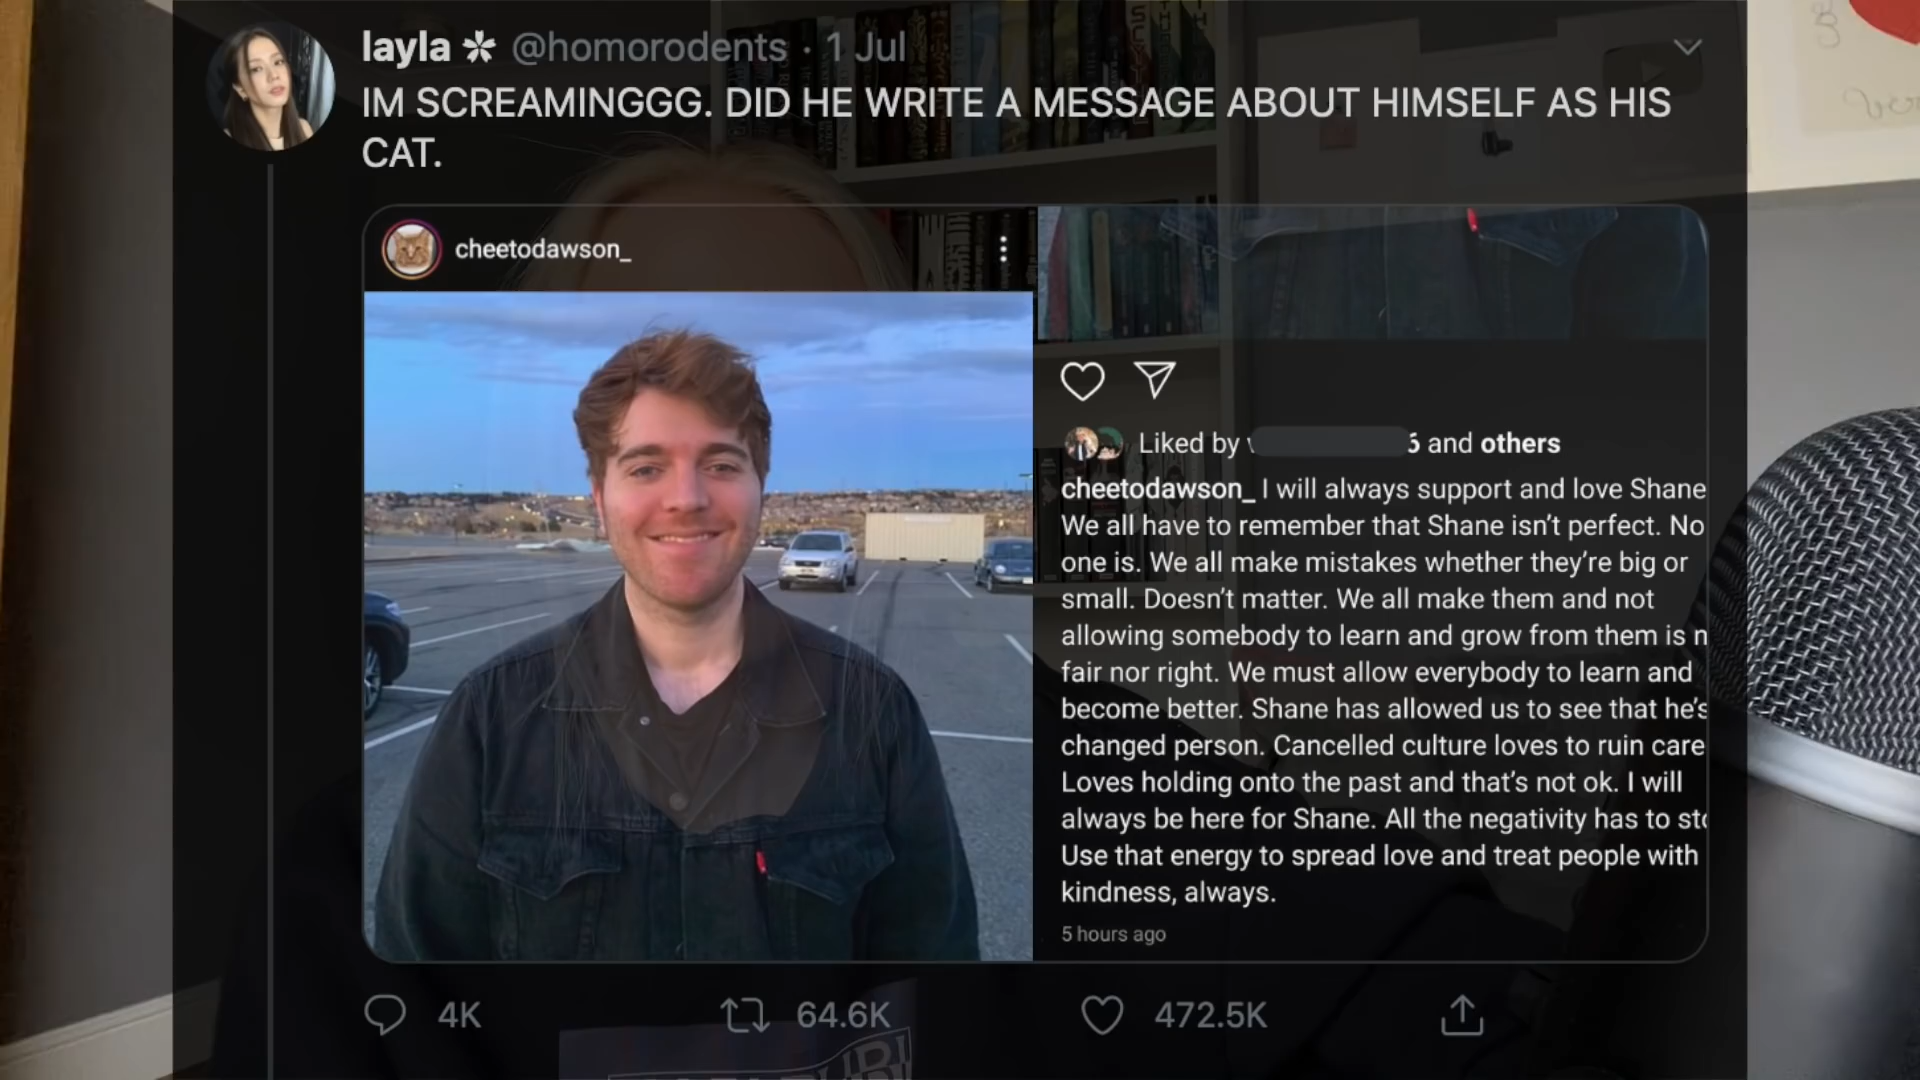 layla @homorodents · 1 Jul
IM SCREAMINGGG. DID HE WRITE A MESSAGE ABOUT HIMSELF AS HIS
CAT.
cheetodawson_
Liked by 6 and others
cheetodawson_ I will always support and love Shane
We all have to remember that Shane isn't perfect. No
one is. We all make mistakes whether they're big or
small. Doesn't matter. We all make them and not
allowing somebody to learn and grow from them is
fair nor right. We must allow everybody to learn and
become better. Shane has allowed us to see that he's
changed person. Cancelled culture loves to ruin care
Loves holding onto the past and that's not ok. I will
always be here for Shane. All the negativity has to
Use that energy to spread love and treat people with
kindness, always.
5 hours ago
4K 64.6K 472.5K